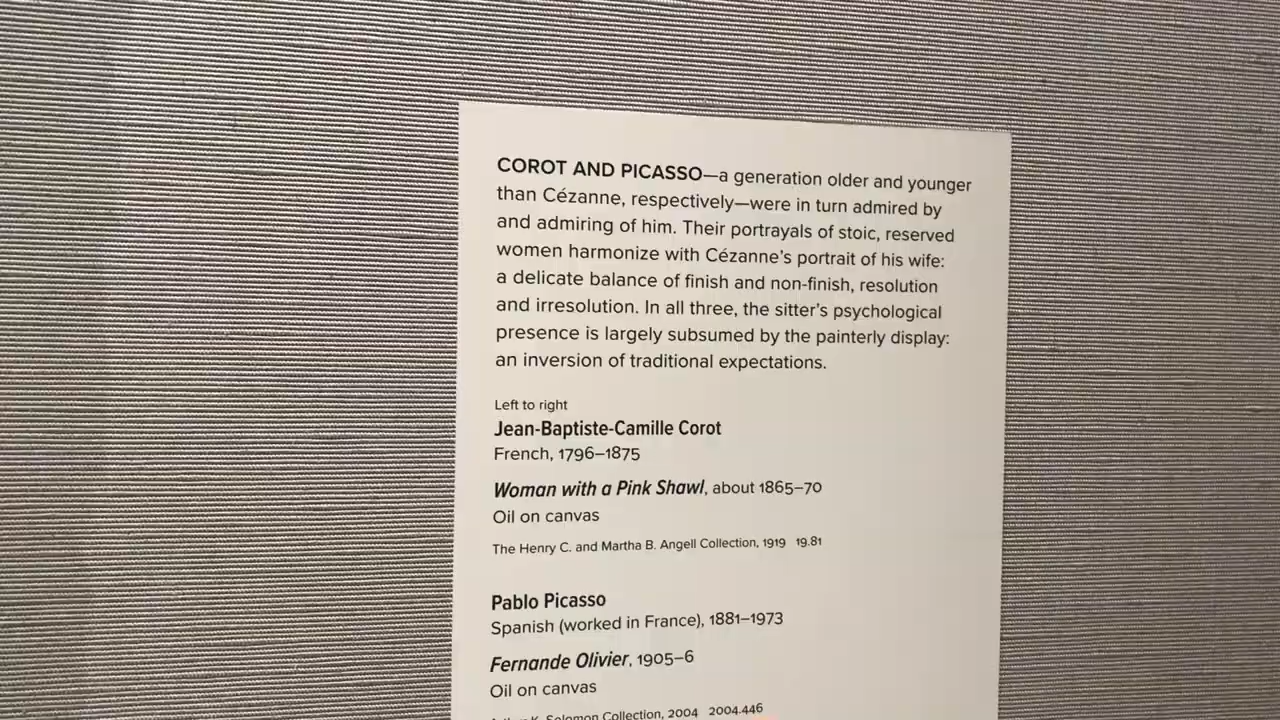 COROT AND PICASSO—a generation older and younger
than Cézanne, respectively—were in turn admired by
and admiring of him. Their portrayals of stoic, reserved
women harmonize with Cézanne's portrait of his wife:
a delicate balance of finish and non-finish, resolution
and irresolution. In all three, the sitter's psychological
presence is largely subsumed by the painterly display:
an inversion of traditional expectations.
Left to right
Jean-Baptiste-Camille Corot
French, 1796–1875
Woman with a Pink Shawl, about 1865–70
Oil on canvas
The Henry C. and Martha B. Angell Collection, 1919 19.81
Pablo Picasso
Spanish (worked in France), 1881–1973
Fernande Olivier, 1905–6
Oil on canvas
K. Solomon Collection, 2004 2004.446